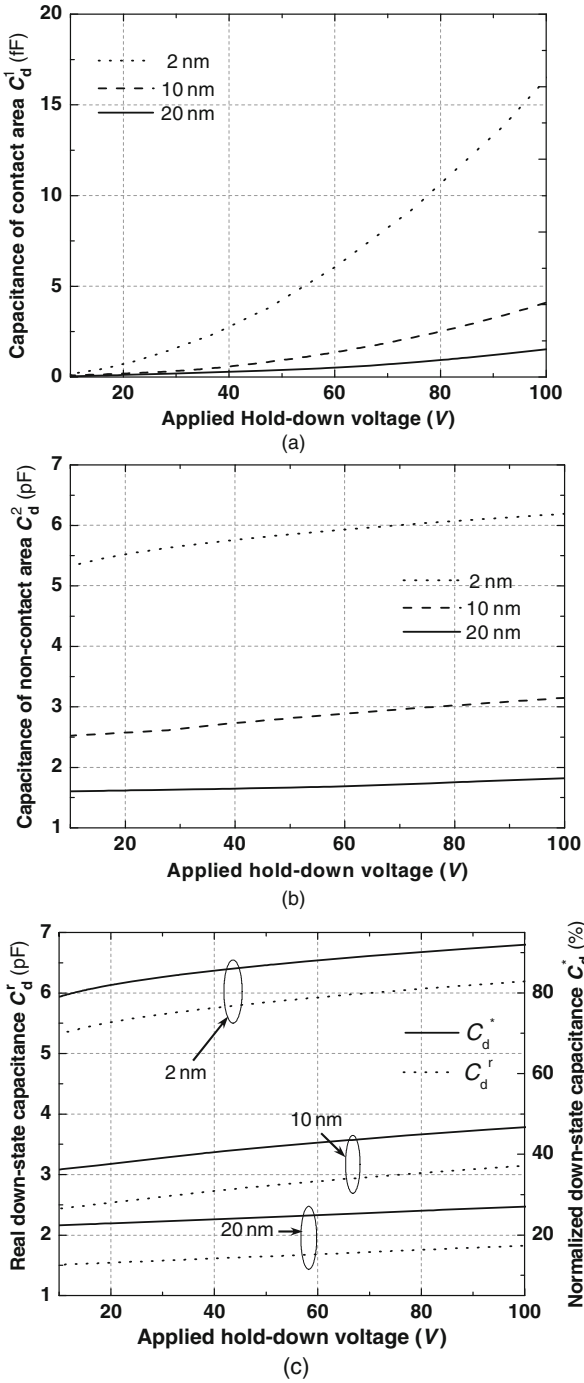 20
15
10
5
0
Capacitance of contact area C_d^1 (fF)
2 nm
10 nm
20 nm
20 40 60 80 100
Applied Hold-down voltage (V)
(a)
7
6
5
4
3
2
1
Capacitance of non-contact area C_d^2 (pF)
2 nm
10 nm
20 nm
20 40 60 80 100
Applied hold-down voltage (V)
(b)
7
6
5
4
3
2
1
Real down-state capacitance C_d^r (pF)
2 nm
10 nm
20 nm
C_d^*
C_d^r
80
60
40
20
Normalized down-state capacitance C_d^* (%)
20 40 60 80 100
Applied hold-down voltage (V)
(c)